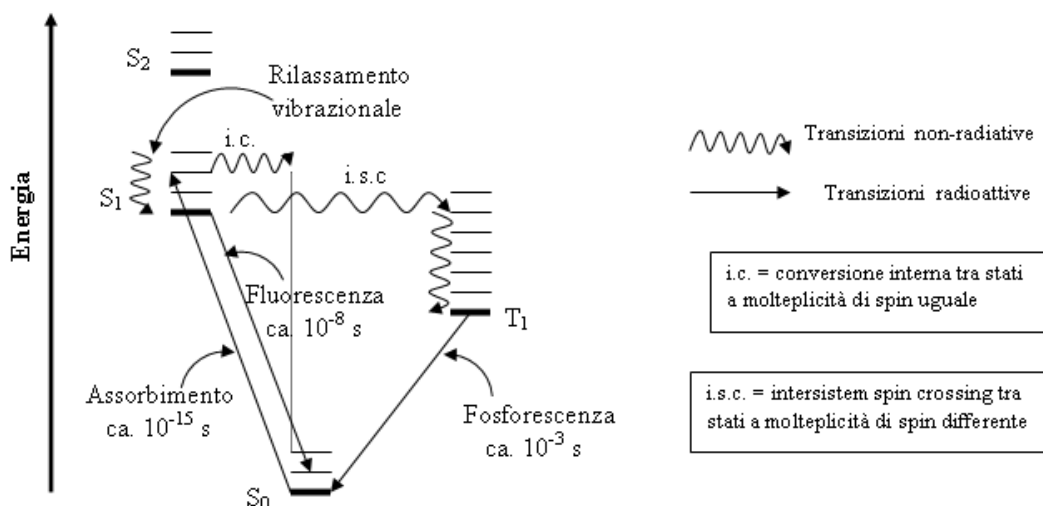 Energia
S2
Rilassamento
vibrazionale
i.c.
i.s.c
S1
Fluorescenza
ca. 10-8 s
T1
Assorbimento
ca. 10-15 s
Fosforescenza
ca. 10-3 s
S0
Transizioni non-radiative
Transizioni radioattive
i.c. = conversione interna tra stati
a molteplicità di spin uguale
i.s.c. = intersistem spin crossing tra
stati a molteplicità di spin differente